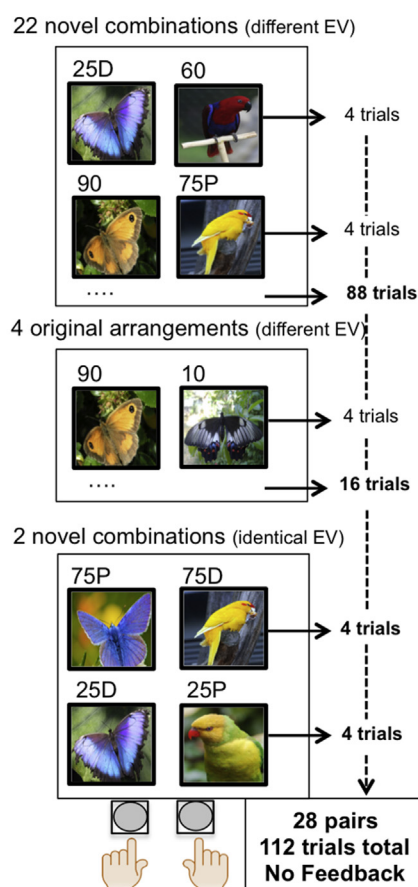 22 novel combinations (different EV)
25D 60
4 trials
90 75P
4 trials
....
88 trials
4 original arrangements (different EV)
90 10
4 trials
....
16 trials
2 novel combinations (identical EV)
75P 75D
4 trials
25D 25P
4 trials
28 pairs
112 trials total
No Feedback